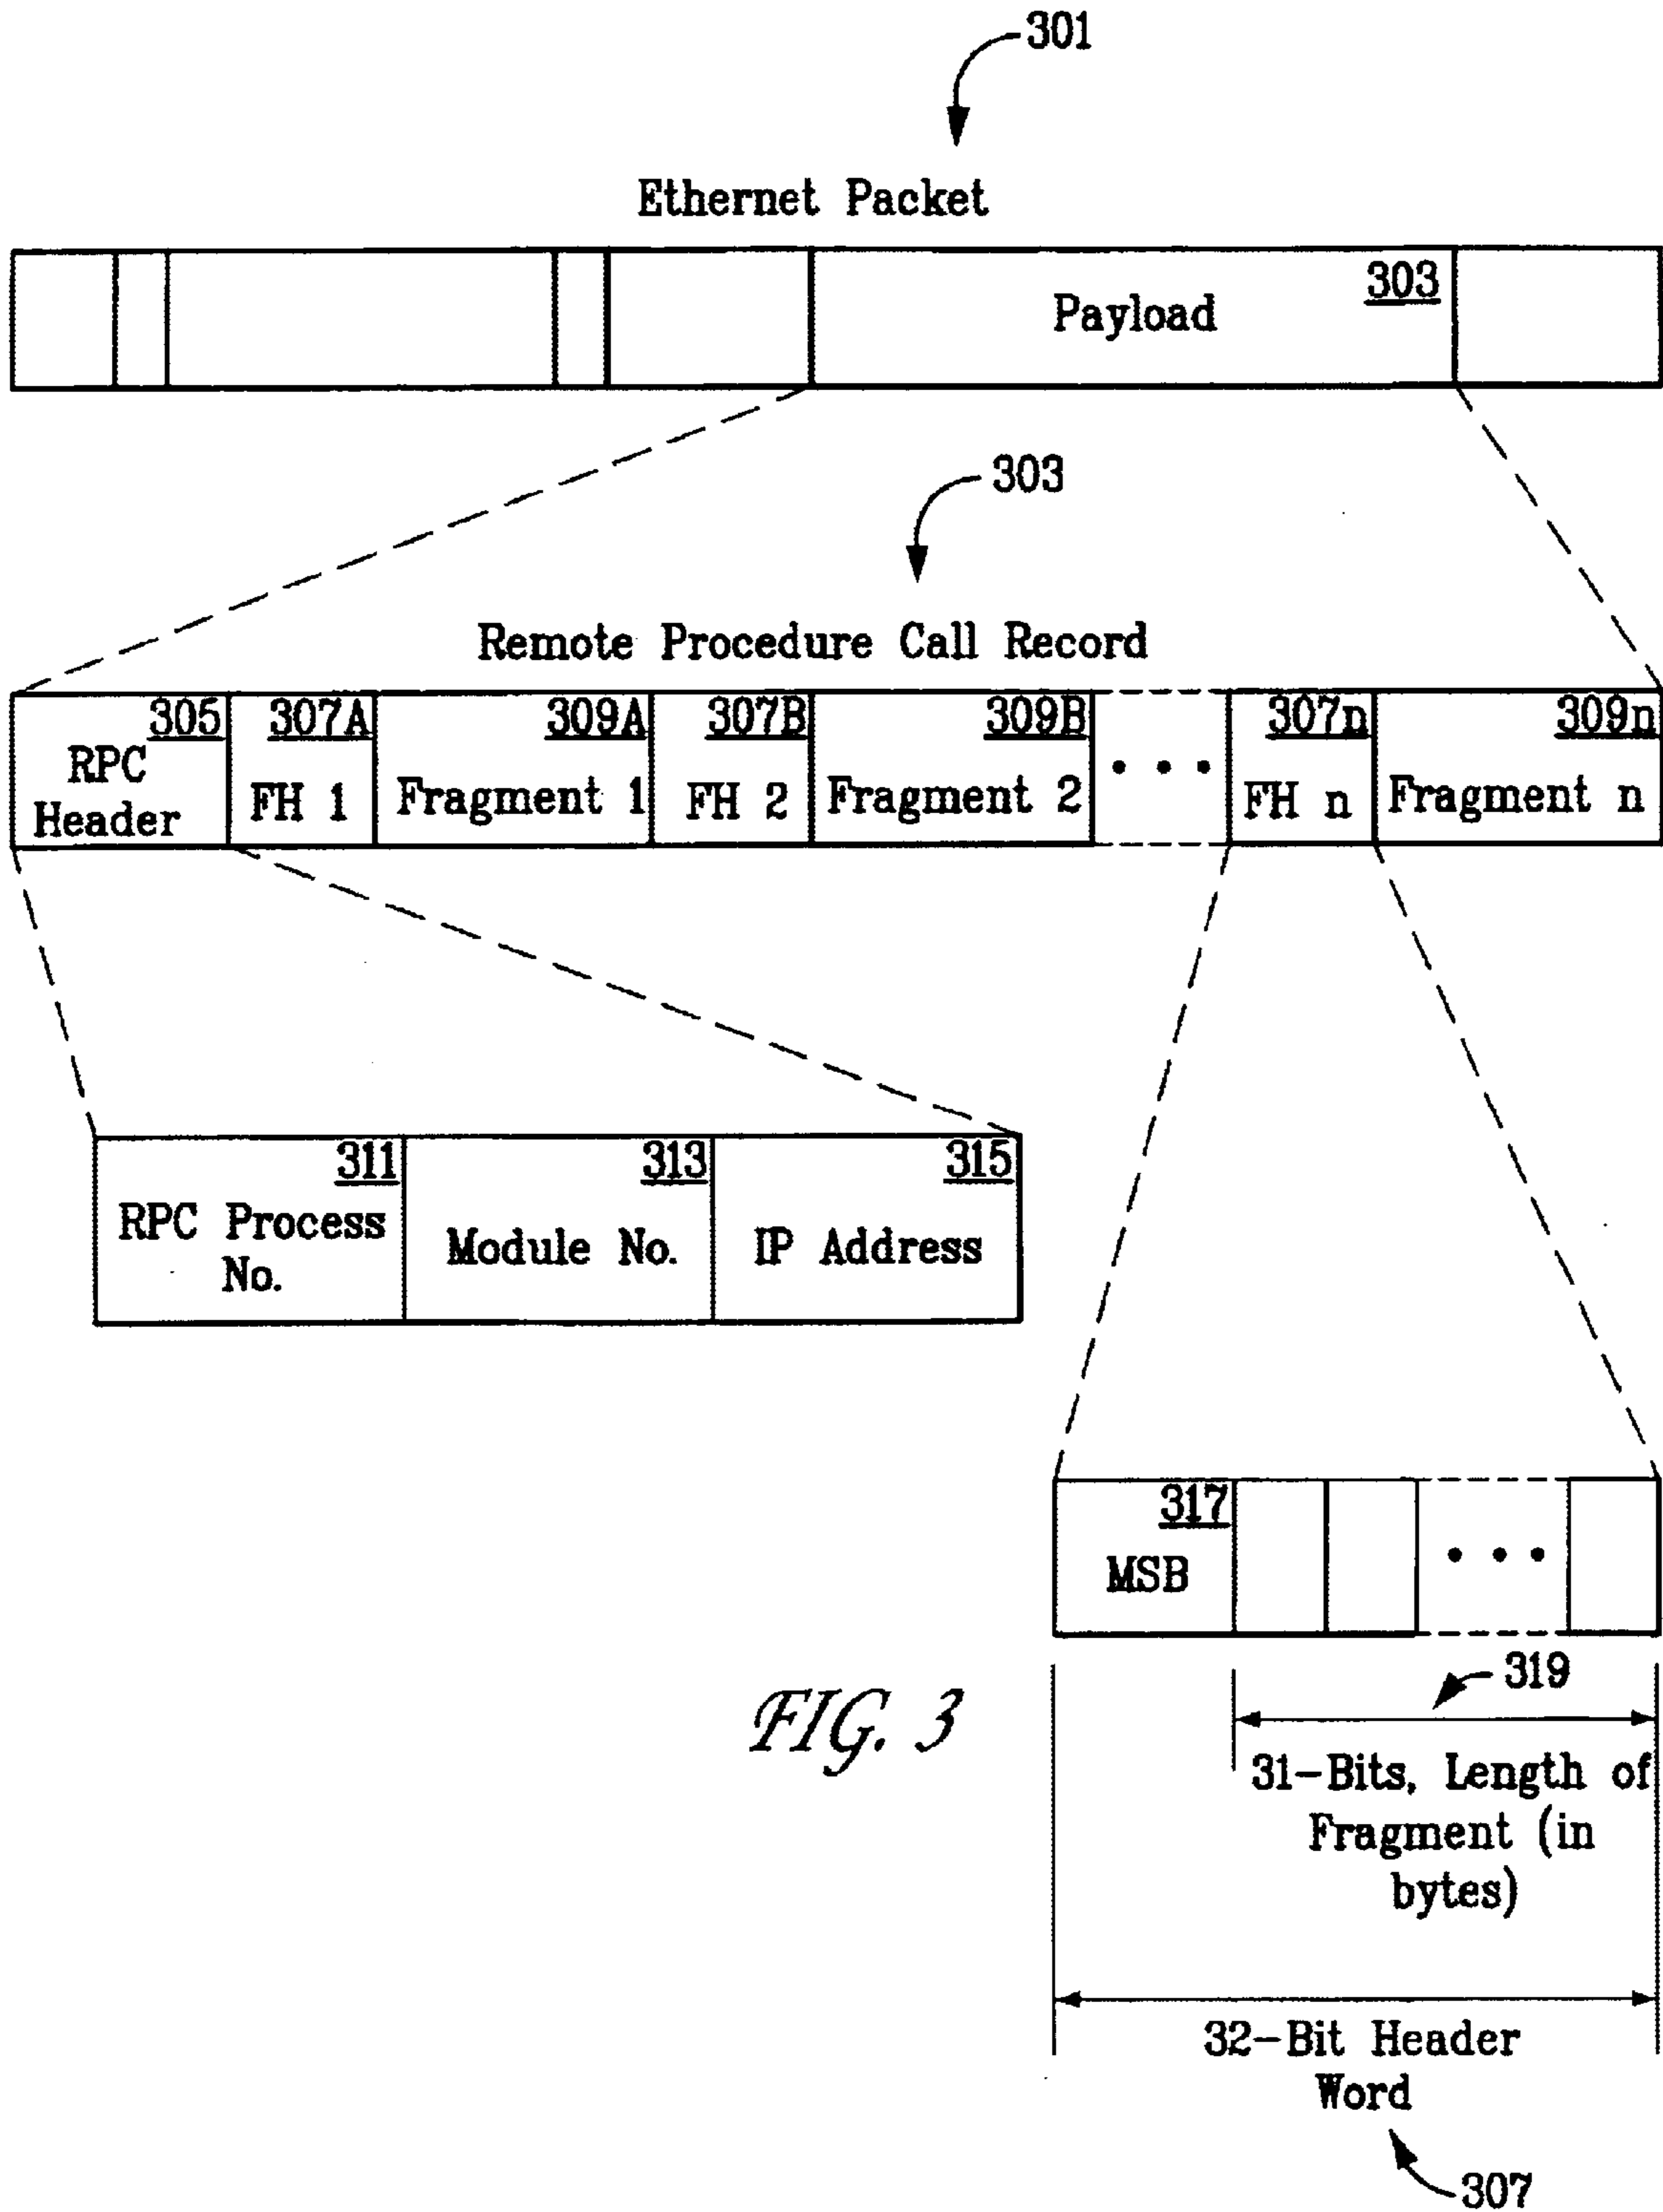 301
Ethernet Packet
303
Payload
303
Remote Procedure Call Record
305
RPC
Header
307A
FH 1
309A
Fragment 1
307B
FH 2
309B
Fragment 2
• • •
307n
FH n
309n
Fragment n
311
RPC Process
No.
313
Module No.
315
IP Address
317
MSB
• • •
319
31-Bits, Length of
Fragment (in
bytes)
FIG. 3
32-Bit Header
Word
307